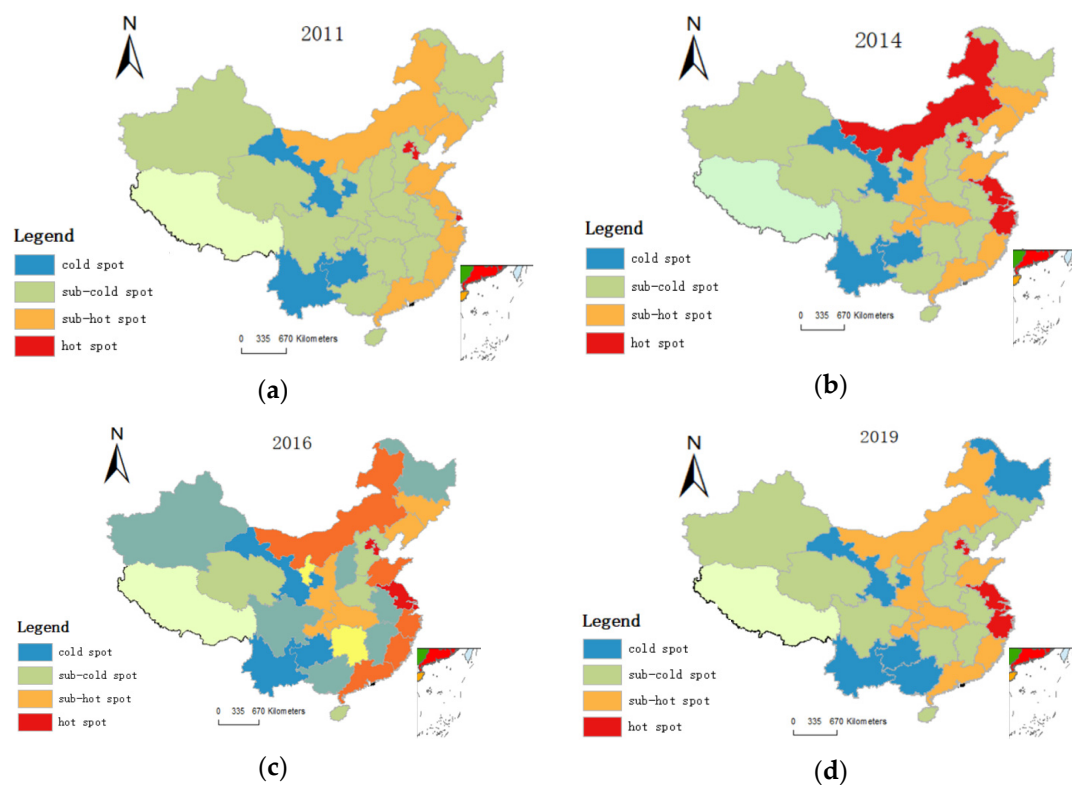 N
2011
Legend
cold spot
sub-cold spot
sub-hot spot
hot spot
0 335 670 Kilometers
(a)
N
2014
Legend
cold spot
sub-cold spot
sub-hot spot
hot spot
0 335 670 Kilometers
(b)
N
2016
Legend
cold spot
sub-cold spot
sub-hot spot
hot spot
0 335 670 Kilometers
(c)
N
2019
Legend
cold spot
sub-cold spot
sub-hot spot
hot spot
0 335 670 Kilometers
(d)